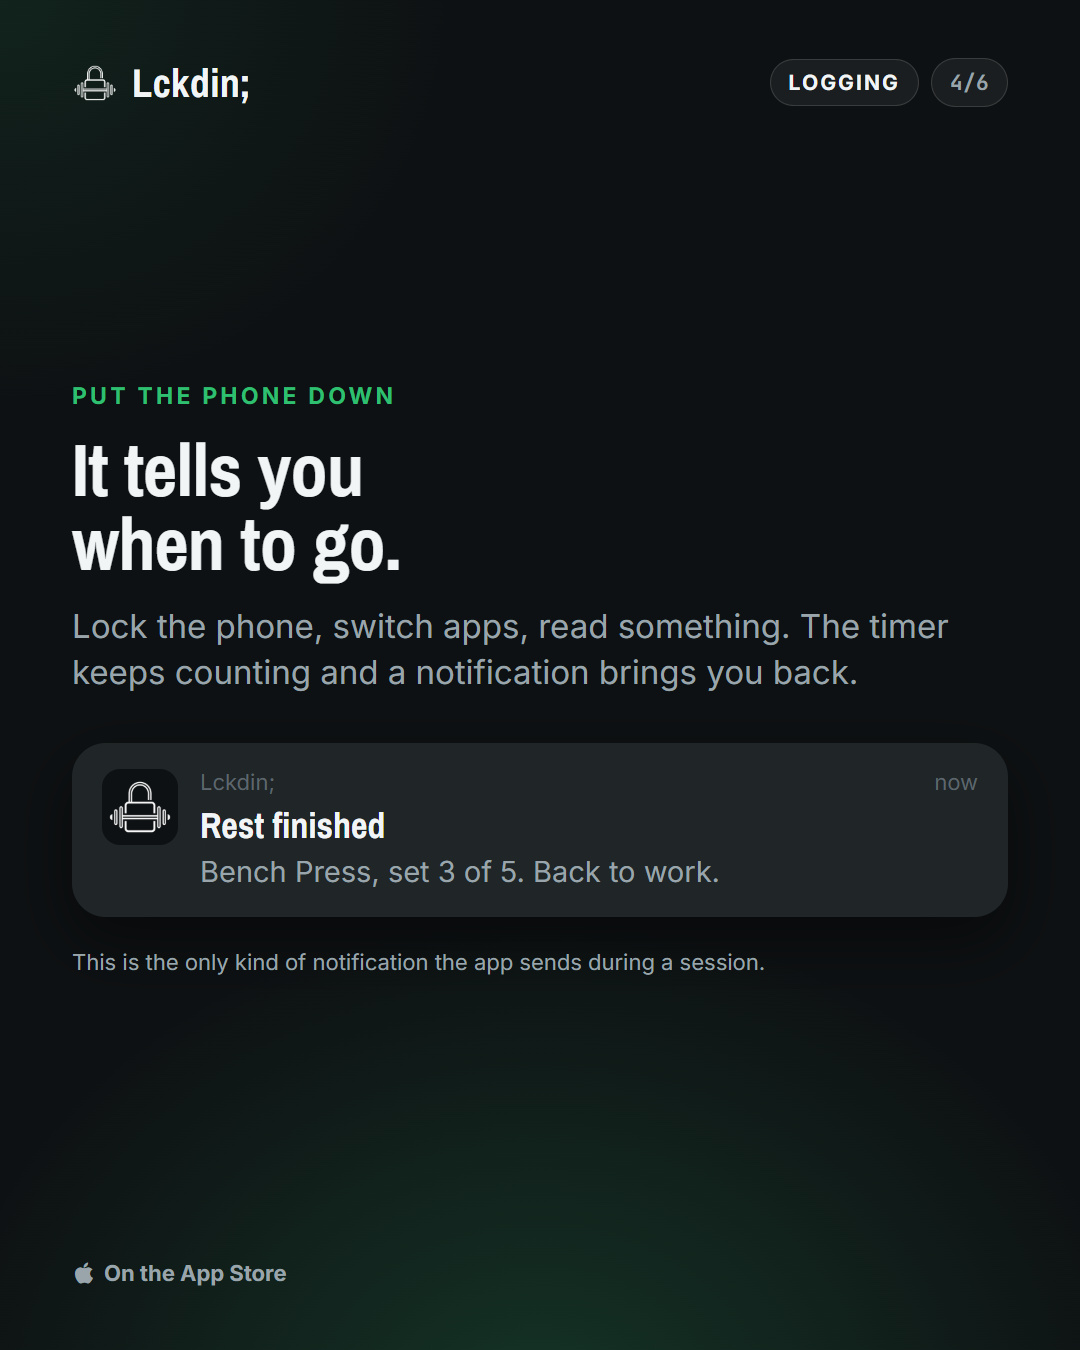 Lckdin;
LOGGING
4/6
PUT THE PHONE DOWN
It tells you
when to go.
Lock the phone, switch apps, read something. The timer
keeps counting and a notification brings you back.
Lckdin;
now
Rest finished
Bench Press, set 3 of 5. Back to work.
This is the only kind of notification the app sends during a session.
On the App Store